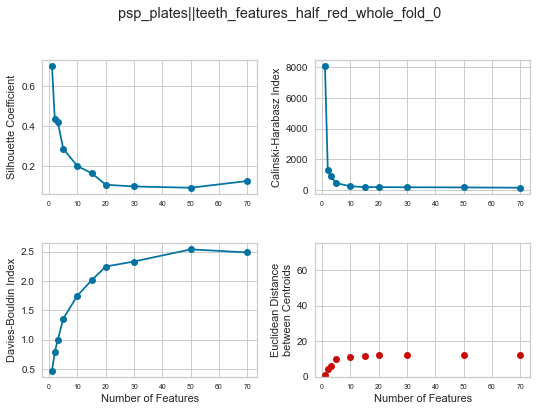 psp_plates||teeth_features_half_red_whole_fold_0
Silhouette Coefficient
0.6
0.4
0.2
0 10 20 30 40 50 60 70
Calinski-Harabasz Index
8000
6000
4000
2000
0
0 10 20 30 40 50 60 70
Davies-Bouldin Index
2.5
2.0
1.5
1.0
0.5
0 10 20 30 40 50 60 70
Number of Features
Euclidean Distance
between Centroids
60
40
20
0
0 10 20 30 40 50 60 70
Number of Features